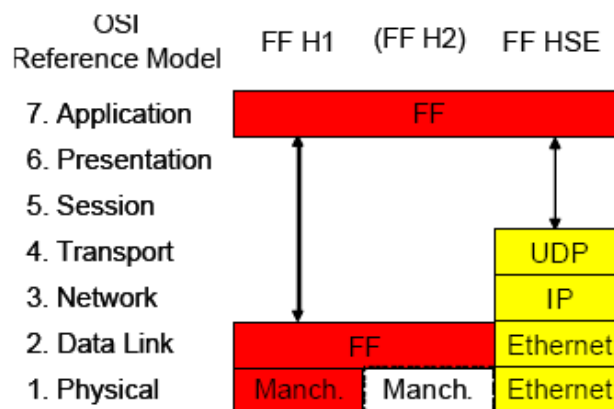 OSI
Reference Model FF H1 (FF H2) FF HSE
7. Application FF
6. Presentation
5. Session
4. Transport UDP
3. Network IP
2. Data Link FF Ethernet
1. Physical Manch. Manch. Ethernet